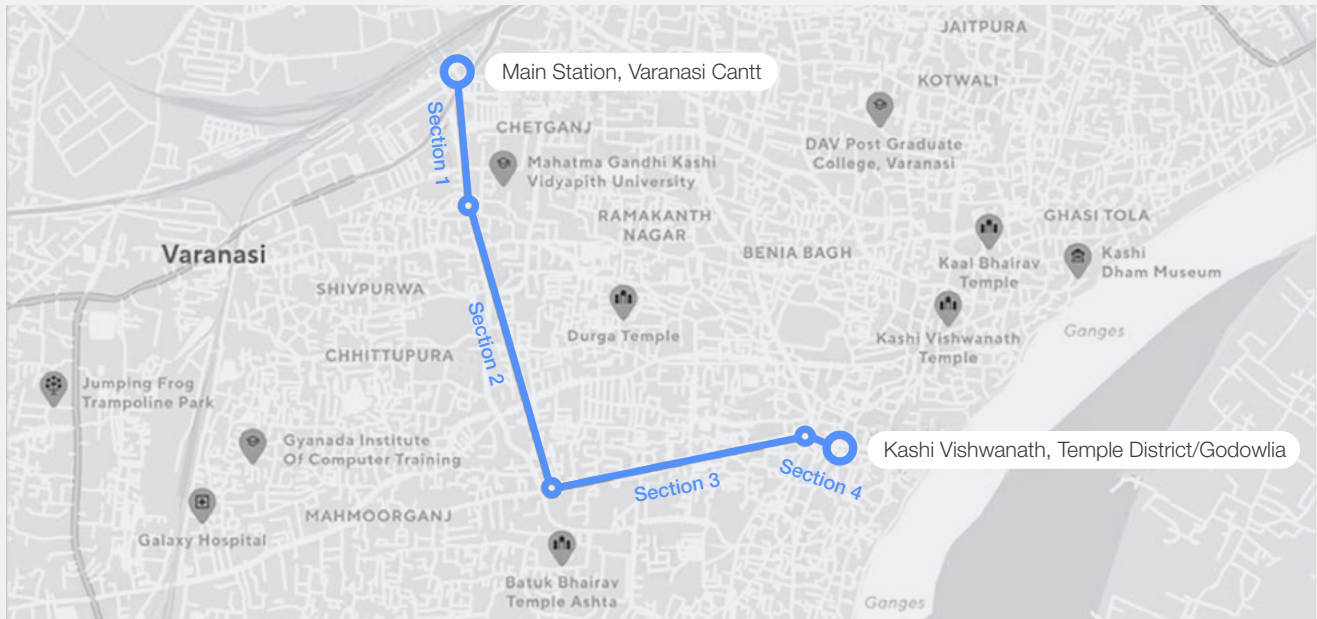 JAITPURA
Main Station, Varanasi Cantt
KOTWALI
Section 1
CHETGANJ
DAV Post Graduate
College, Varanasi
Mahatma Gandhi Kashi
Vidyapith University
RAMAKANTH
NAGAR
GHASI TOLA
Varanasi
BENIA BAGH
Kaal Bhairav
Temple
Kashi
Dham Museum
SHIVPURWA
Section 2
Durga Temple
Kashi Vishwanath
Temple
Ganges
CHHITTUPURA
Jumping Frog
Trampoline Park
Gyanada Institute
Of Computer Training
Kashi Vishwanath, Temple District/Godowlia
Section 3
Section 4
MAHMOORGANJ
Galaxy Hospital
Batuk Bhairav
Temple Ashta
Ganges